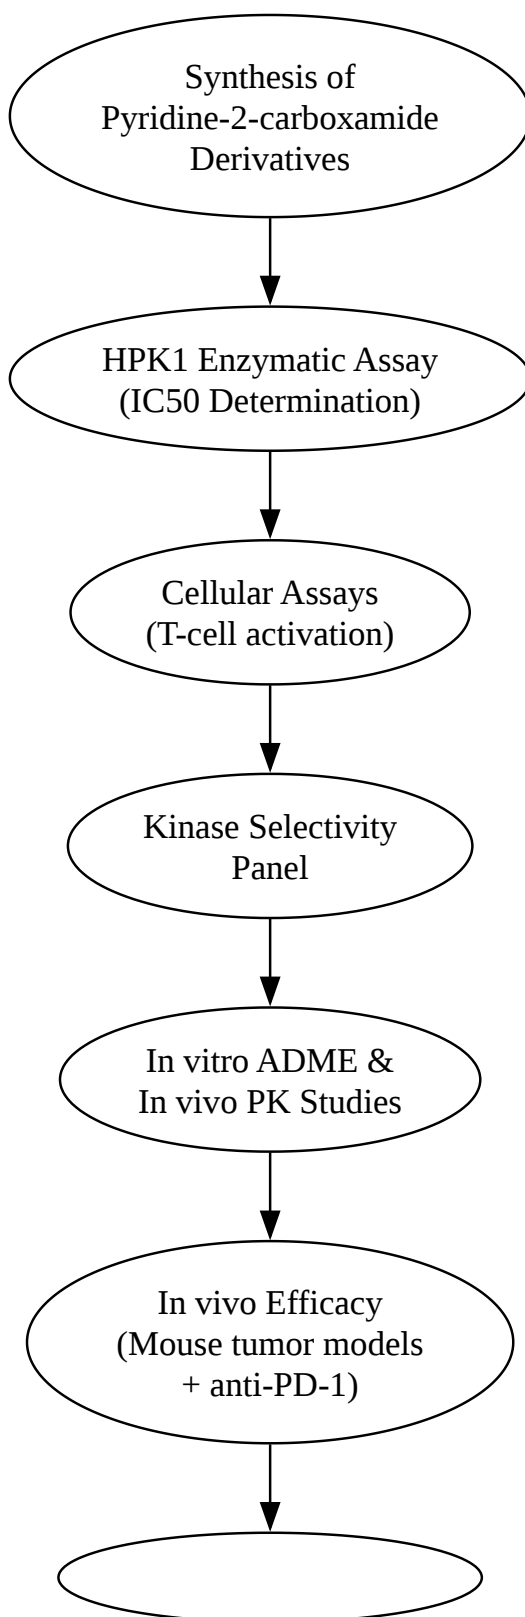 Synthesis of
Pyridine-2-carboxamide
Derivatives
HPK1 Enzymatic Assay
(IC50 Determination)
Cellular Assays
(T-cell activation)
Kinase Selectivity
Panel
In vitro ADME &
In vivo PK Studies
In vivo Efficacy
(Mouse tumor models
+ anti-PD-1)